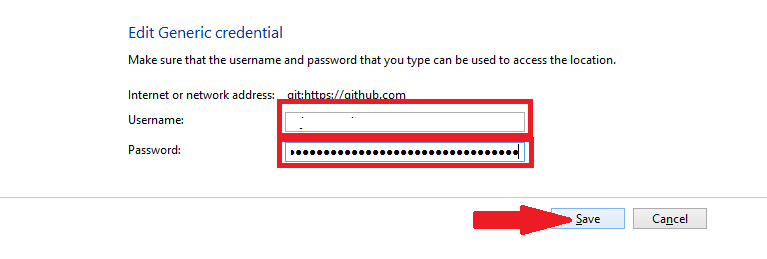 Edit Generic credential
Make sure that the username and password that you type can be used to access the location.
Internet or network address: git:https://github.com
Username:
Password:
Save Cancel